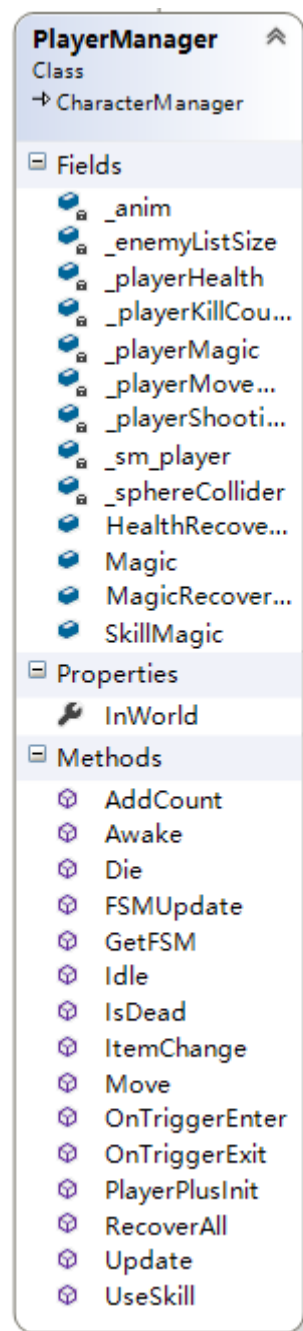 PlayerManager
Class
CharacterManager
Fields
_anim
_enemyListSize
_playerHealth
_playerKillCou...
_playerMagic
_playerMove...
_playerShooti...
_sm_player
_sphereCollider
HealthRecove...
Magic
MagicRecover...
SkillMagic
Properties
InWorld
Methods
AddCount
Awake
Die
FSMUpdate
GetFSM
Idle
IsDead
ItemChange
Move
OnTriggerEnter
OnTriggerExit
PlayerPlusInit
RecoverAll
Update
UseSkill